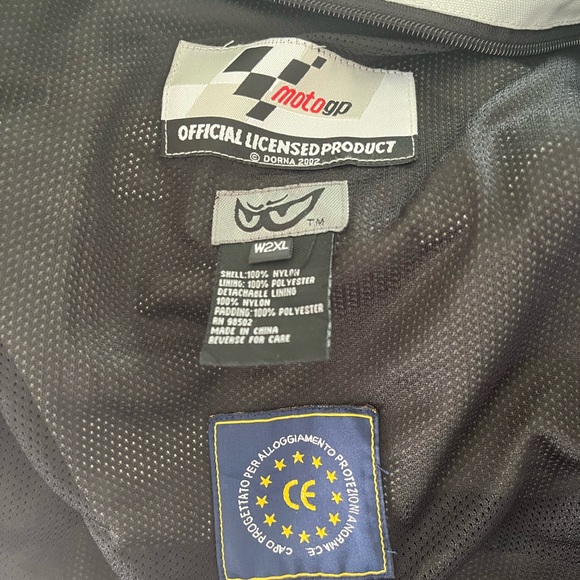 motogp
OFFICIAL LICENSED PRODUCT
© DORNA 2002
TM
W2XL
SHELL:100% NYLON
LINING: 100% POLYESTER
DETACHABLE LINING
100% NYLON
PADDING: 100% POLYESTER
RN 98502
MADE IN CHINA
REVERSE FOR CARE
CAPO PROGETTATO PER ALLOGGIAMENTO PROTEZIONI A NORMA CE
CE